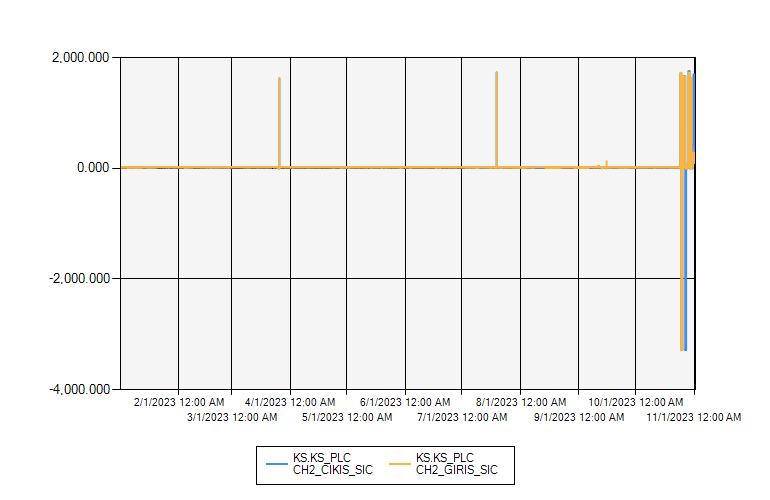 2,000.000
0.000
-2,000.000
-4,000.000
2/1/2023 12:00 AM 4/1/2023 12:00 AM 6/1/2023 12:00 AM 8/1/2023 12:00 AM 10/1/2023 12:00 AM
3/1/2023 12:00 AM 5/1/2023 12:00 AM 7/1/2023 12:00 AM 9/1/2023 12:00 AM 11/1/2023 12:00 AM
KS.KS_PLC KS.KS_PLC
CH2_CIKIS_SIC CH2_GIRIS_SIC